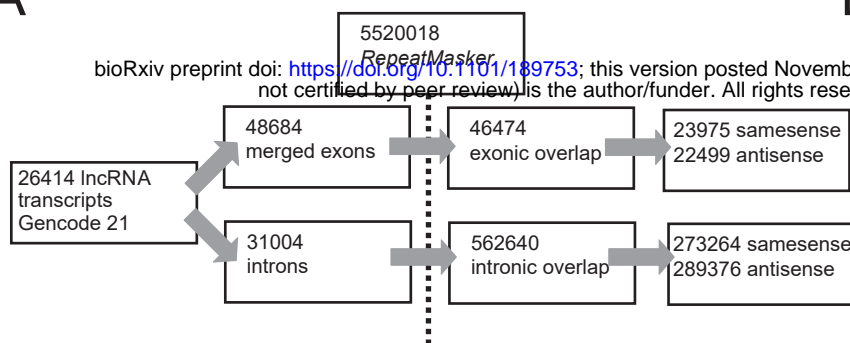 A
5520018
RepeatMasker
bioRxiv preprint doi: https://doi.org/10.1101/189753; this version posted Novemb
not certified by peer review) is the author/funder. All rights rese
48684
merged exons
46474
exonic overlap
23975 samesense
22499 antisense
26414 lncRNA
transcripts
Gencode 21
31004
introns
562640
intronic overlap
273264 samesense
289376 antisense